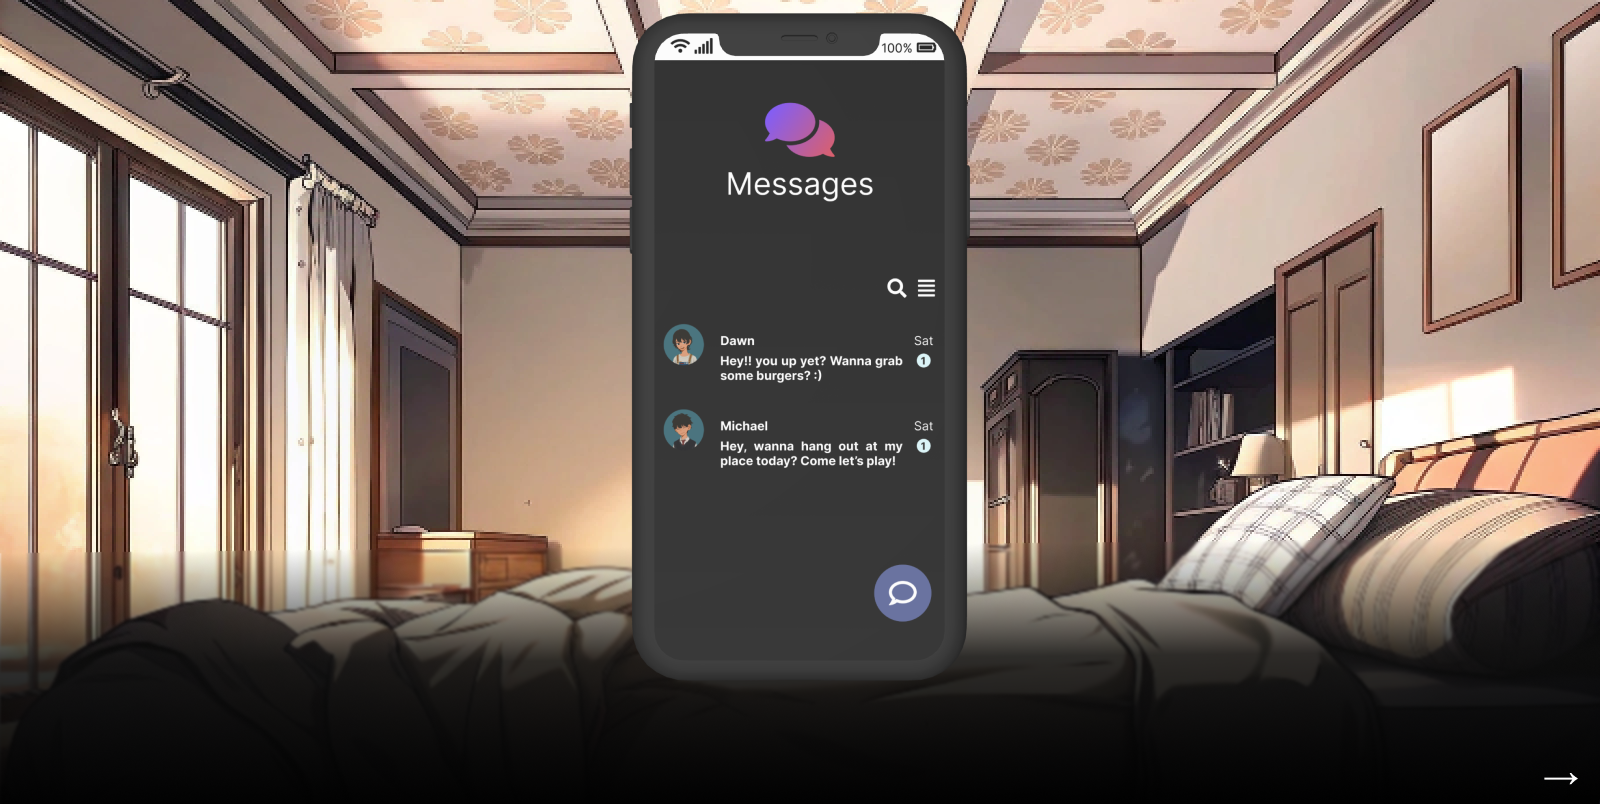 100%
Messages
Dawn
Sat
Hey!! you up yet? Wanna grab
1
some burgers? :)
Michael
Sat
Hey, wanna hang out at my
1
place today? Come let's play!